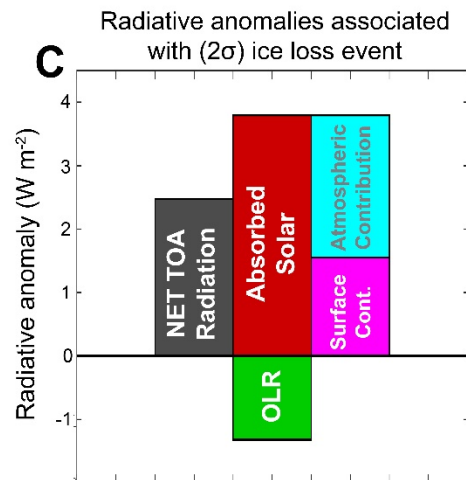 Radiative anomalies associated
with (2σ) ice loss event
C
Radiative anomaly (W m⁻²)
4
3
2
1
0
-1
NET TOA
Radiation
Absorbed
Solar
Atmospheric
Contribution
Surface
Cont.
OLR